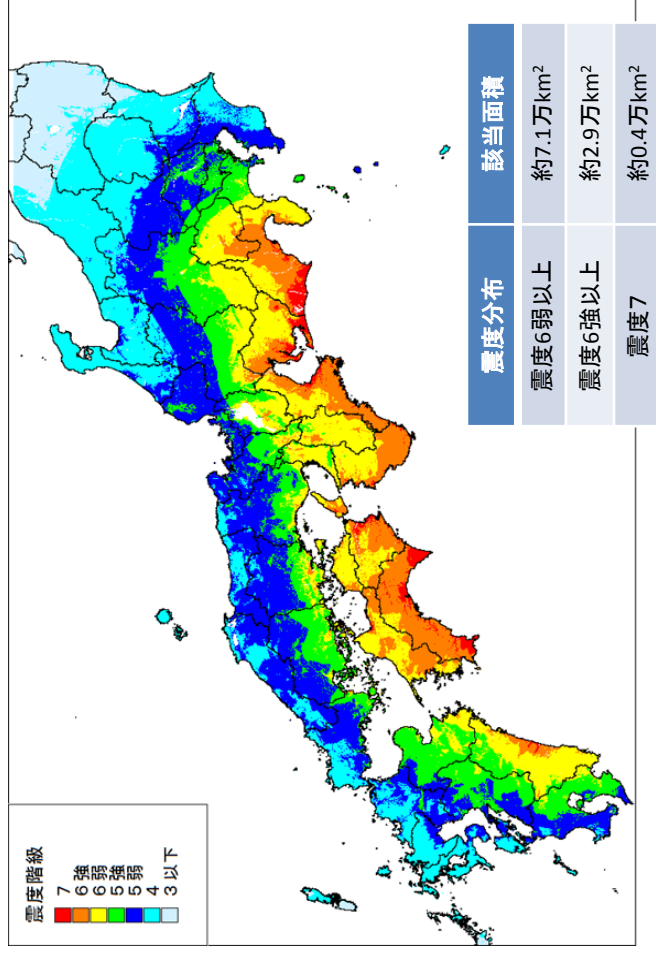 震度階級
7
6強
6弱
5強
5弱
4
3以下
震度分布 該当面積
震度6弱以上 約7.1万km²
震度6強以上 約2.9万km²
震度7 約0.4万km²